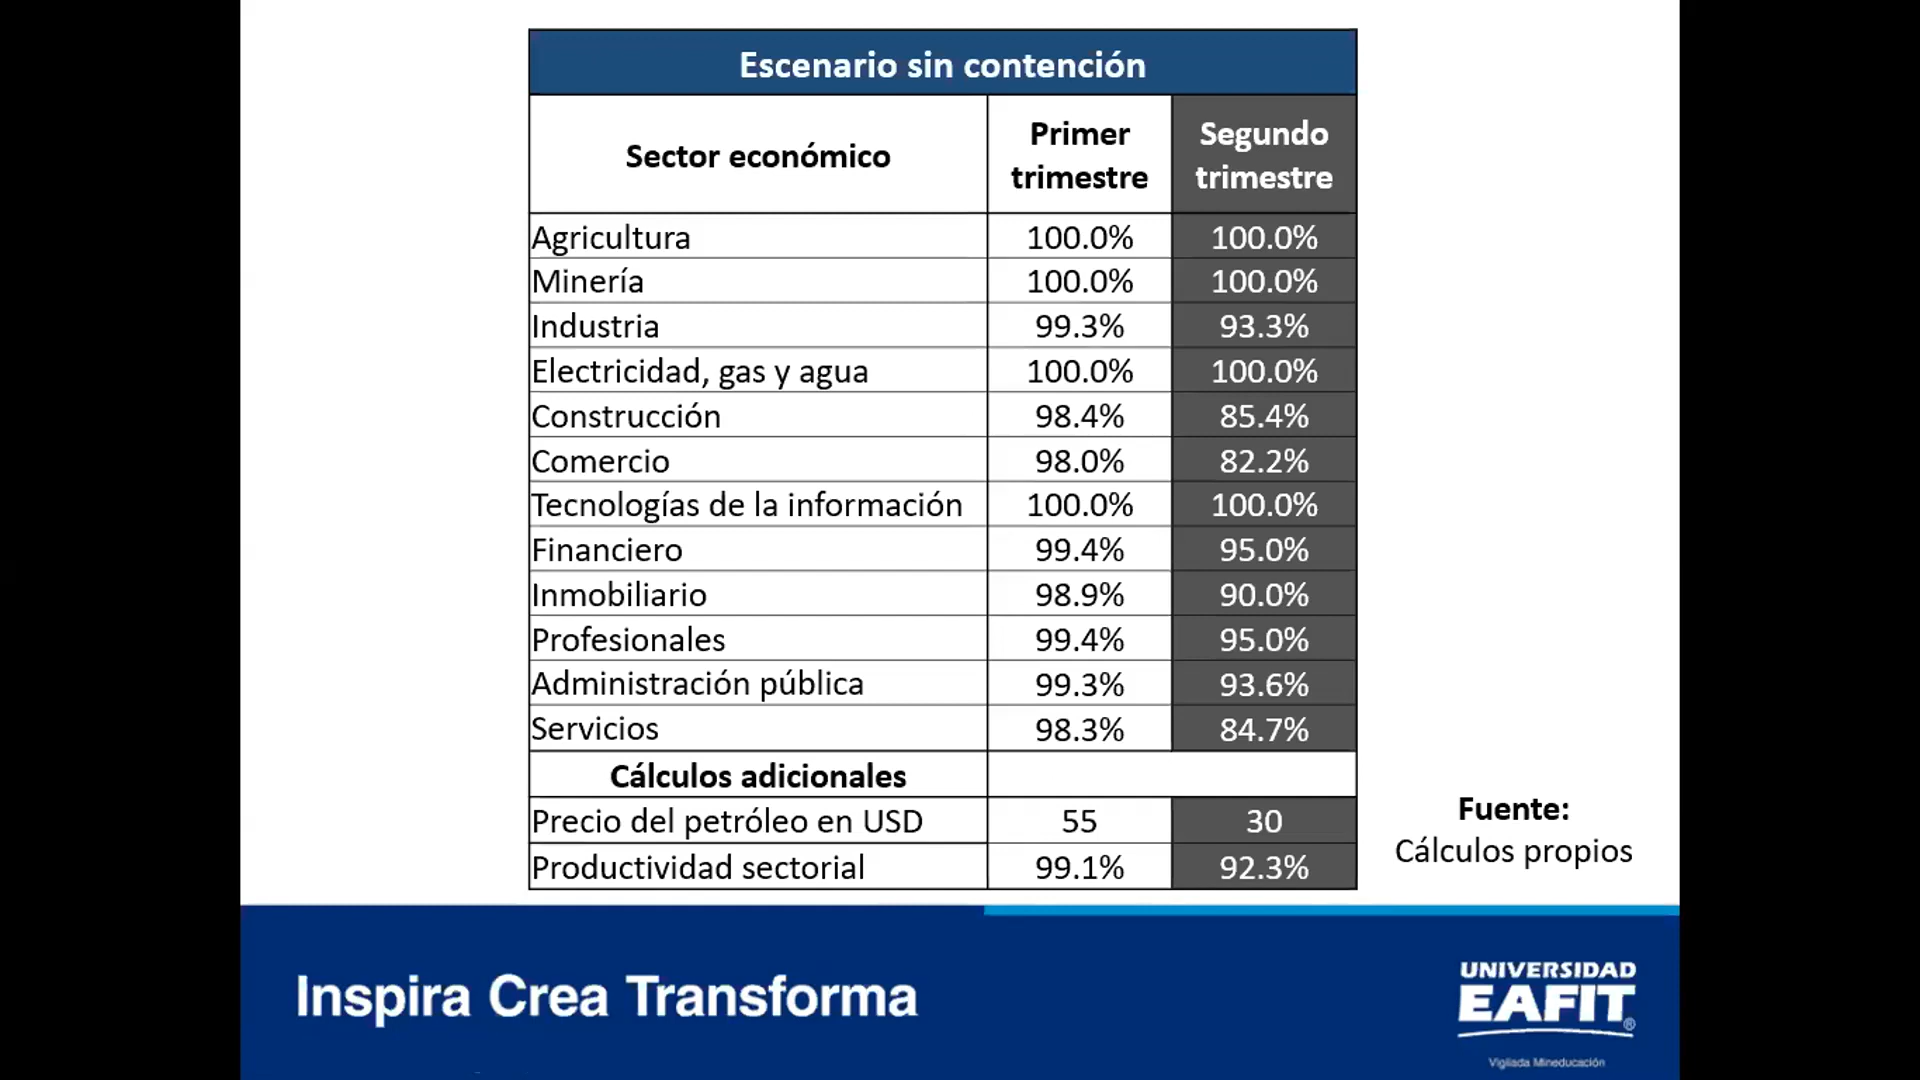 Escenario sin contención
Sector económico
Primer
trimestre
Segundo
trimestre
Agricultura 100.0% 100.0%
Minería 100.0% 100.0%
Industria 99.3% 93.3%
Electricidad, gas y agua 100.0% 100.0%
Construcción 98.4% 85.4%
Comercio 98.0% 82.2%
Tecnologías de la información 100.0% 100.0%
Financiero 99.4% 95.0%
Inmobiliario 98.9% 90.0%
Profesionales 99.4% 95.0%
Administración pública 99.3% 93.6%
Servicios 98.3% 84.7%
Cálculos adicionales
Precio del petróleo en USD 55 30
Productividad sectorial 99.1% 92.3%
Fuente:
Cálculos propios
Inspira Crea Transforma
UNIVERSIDAD
EAFIT®
Vigilada Mineducación